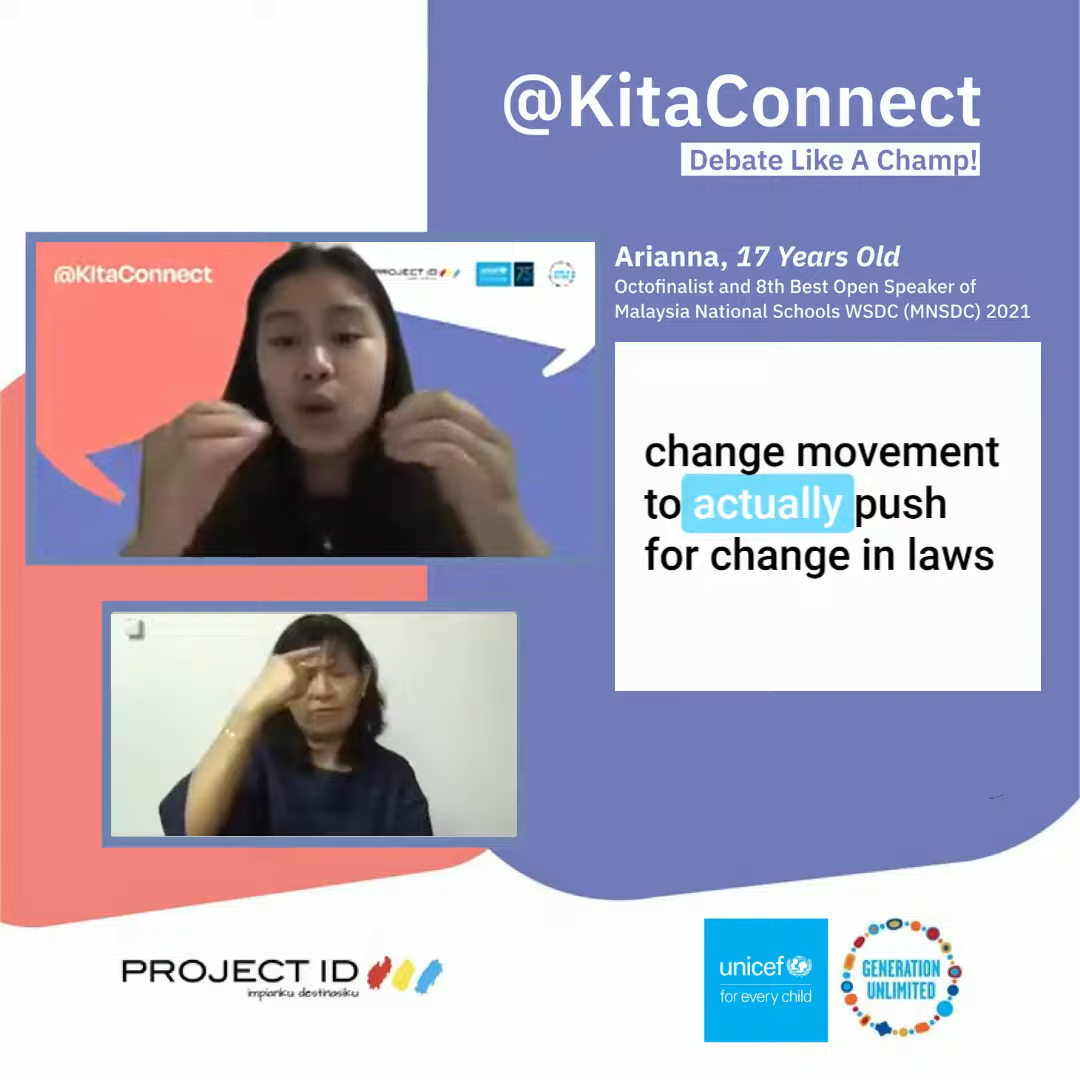 @KitaConnect
Debate Like A Champ!
@KitaConnect
PROJECT ID
unicef
75
Arianna, 17 Years Old
Octofinalist and 8th Best Open Speaker of
Malaysia National Schools WSDC (MNSDC) 2021
change movement
to actually push
for change in laws
PROJECT ID
impianku destinasiku
unicef
for every child
GENERATION
UNLIMITED